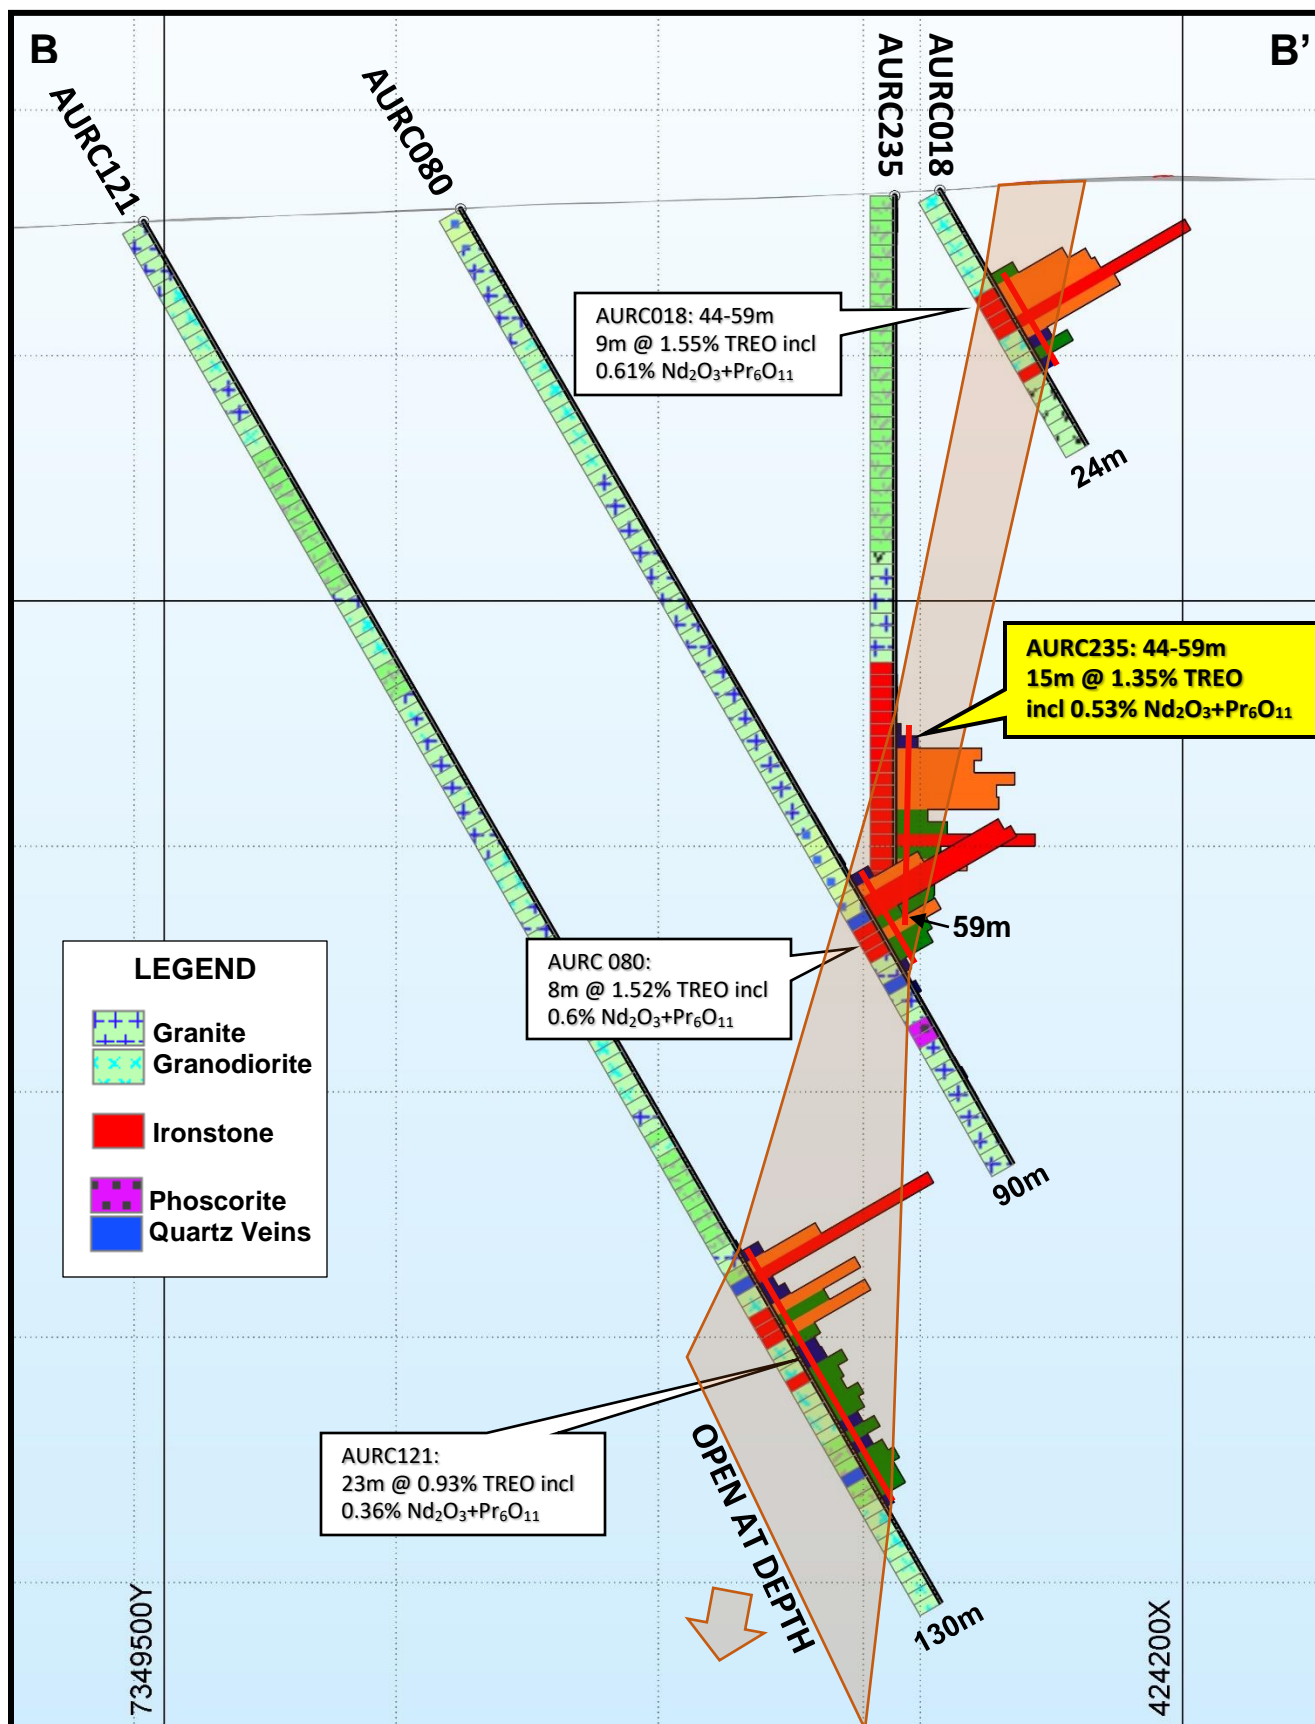 B
B’
AURC121
AURC080
AURC235
AURC018
AURC018: 44-59m
9m @ 1.55% TREO incl
0.61% Nd₂O₃+Pr₆O₁₁
24m
AURC235: 44-59m
15m @ 1.35% TREO
incl 0.53% Nd₂O₃+Pr₆O₁₁
59m
AURC 080:
8m @ 1.52% TREO incl
0.6% Nd₂O₃+Pr₆O₁₁
LEGEND
Granite
Granodiorite
Ironstone
Phoscorite
Quartz Veins
90m
AURC121:
23m @ 0.93% TREO incl
0.36% Nd₂O₃+Pr₆O₁₁
OPEN AT DEPTH
130m
7349500Y
424200X